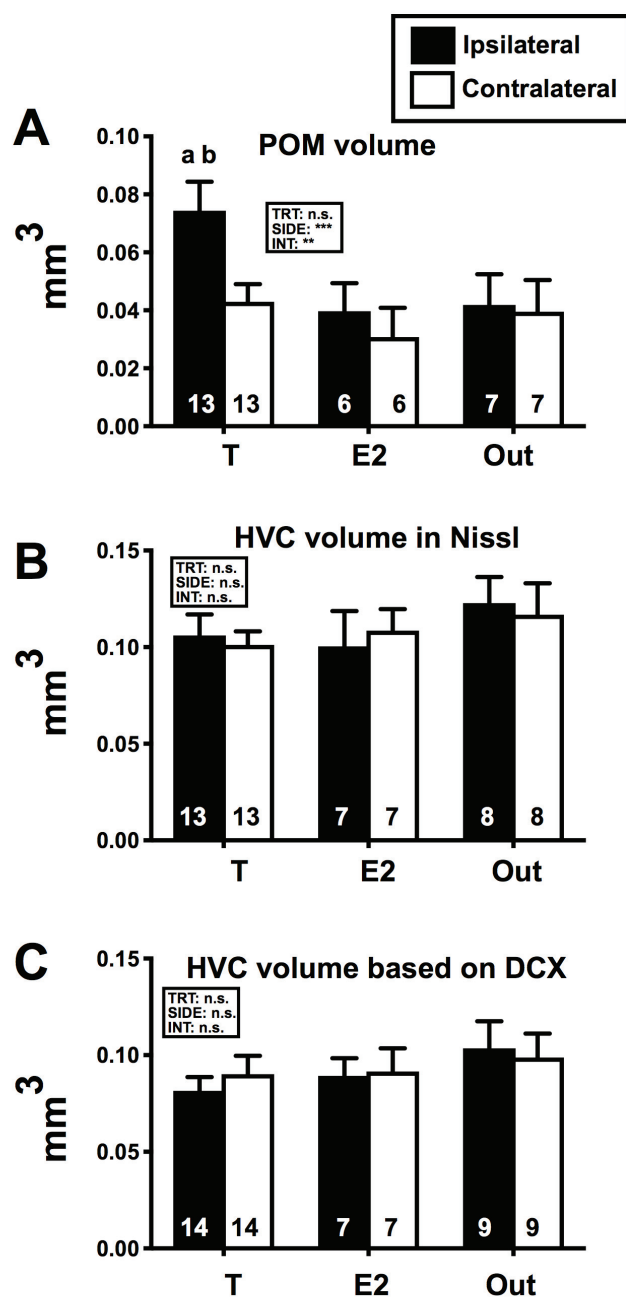 Ipsilateral
Contralateral
A
POM volume
a b
TRT: n.s.
SIDE: ***
INT: **
mm3
0.10
0.08
0.06
0.04
0.02
0.00
13 13 6 6 7 7
T E2 Out
B
HVC volume in Nissl
TRT: n.s.
SIDE: n.s.
INT: n.s.
mm3
0.15
0.10
0.05
0.00
13 13 7 7 8 8
T E2 Out
C
HVC volume based on DCX
TRT: n.s.
SIDE: n.s.
INT: n.s.
mm3
0.15
0.10
0.05
0.00
14 14 7 7 9 9
T E2 Out